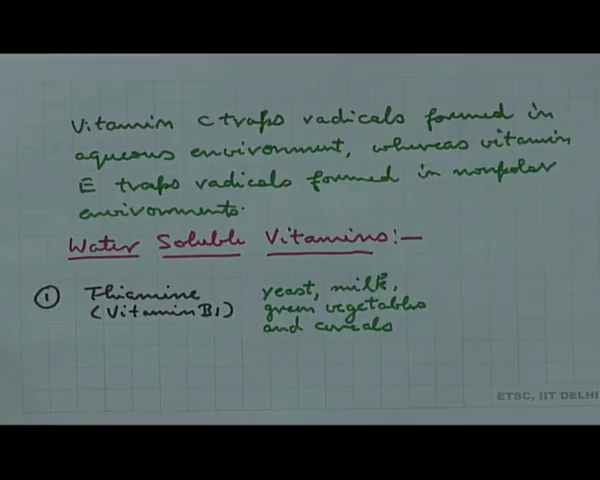 Vitamin C traps radicals formed in
aqueous environment, whereas vitamin
E traps radicals formed in nonpolar
environments.
Water Soluble Vitamins:-
① Thiamine yeast, milk,
(Vitamin B1) green vegetables
and cereals
ETSC, IIT DELHI